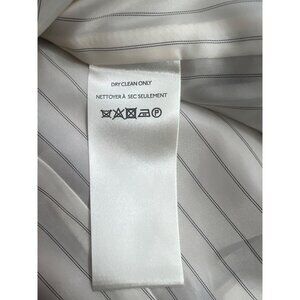 DRY CLEAN ONLY
NETTOYER À SEC SEULEMENT